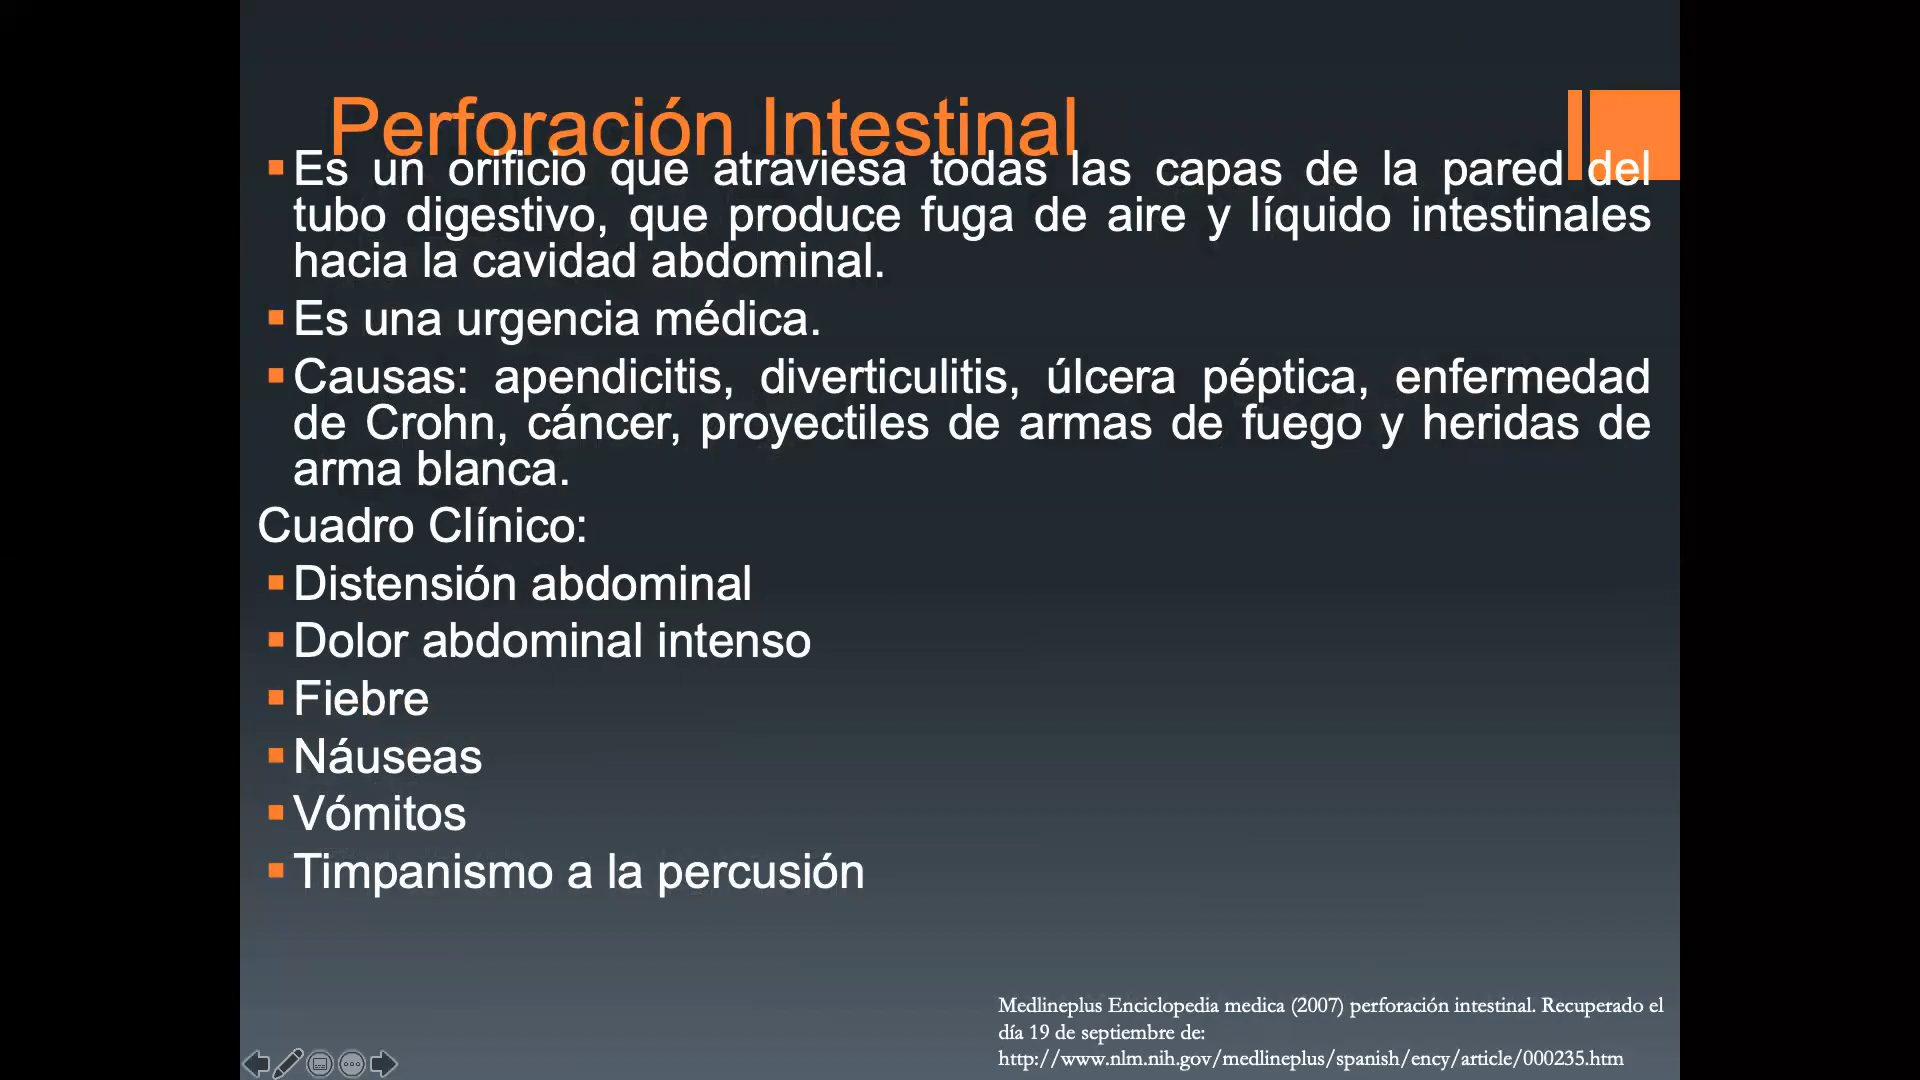 Perforación Intestinal
Es un orificio que atraviesa todas las capas de la pared del
tubo digestivo, que produce fuga de aire y líquido intestinales
hacia la cavidad abdominal.
Es una urgencia médica.
Causas: apendicitis, diverticulitis, úlcera péptica, enfermedad
de Crohn, cáncer, proyectiles de armas de fuego y heridas de
arma blanca.
Cuadro Clínico:
Distensión abdominal
Dolor abdominal intenso
Fiebre
Náuseas
Vómitos
Timpanismo a la percusión
Medlineplus Enciclopedia medica (2007) perforación intestinal. Recuperado el
día 19 de septiembre de:
http://www.nlm.nih.gov/medlineplus/spanish/ency/article/000235.htm